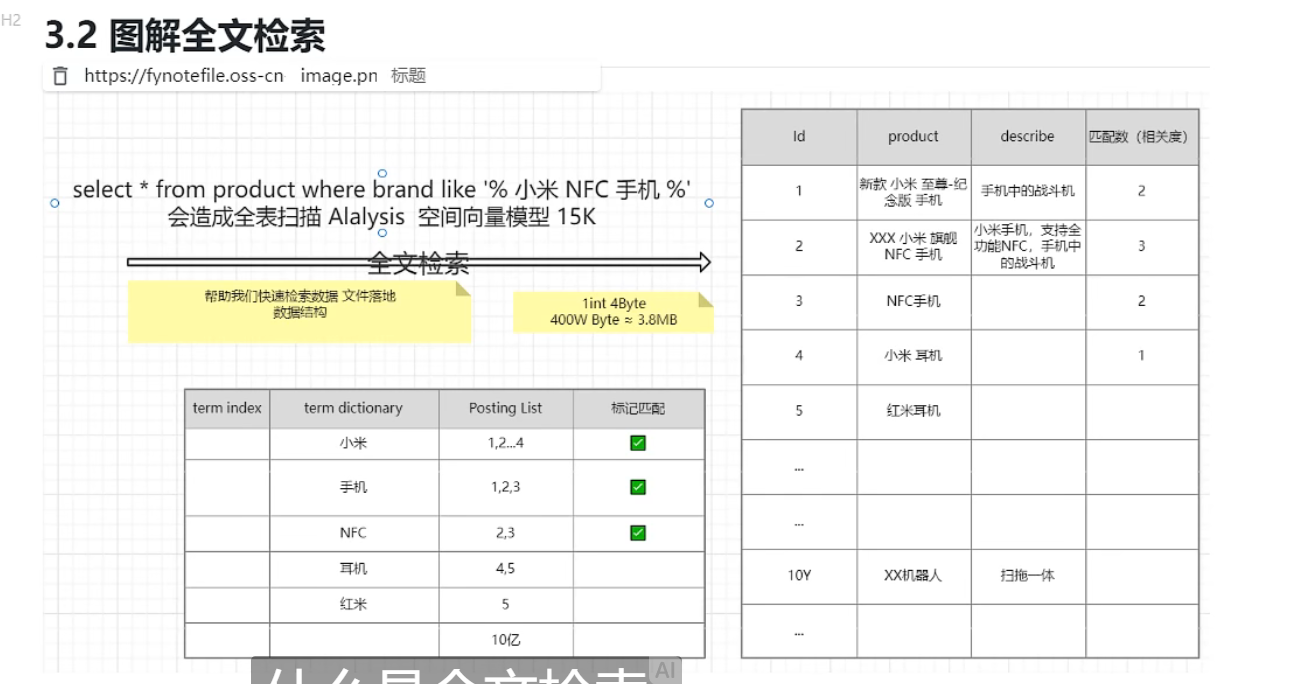 H2
3.2 图解全文检索
https://fynotefile.oss-cn image.pn 标题
select * from product where brand like '% 小米 NFC 手机 %'
会造成全表扫描 Alalysis 空间向量模型 15K
全文检索
帮助我们快速检索数据 文件落地
数据结构
1int 4Byte
400W Byte ≈ 3.8MB
term index term dictionary Posting List 标记匹配
小米 1,2...4 ✅
手机 1,2,3 ✅
NFC 2,3 ✅
耳机 4,5
红米 5
10亿
Id product describe 匹配数（相关度）
1 新款 小米 至尊-纪念版 手机 手机中的战斗机 2
2 XXX 小米 旗舰 NFC 手机 小米手机，支持全功能NFC，手机中的战斗机 3
3 NFC手机 2
4 小米 耳机 1
5 红米耳机
...
...
10Y XX机器人 扫拖一体
...
什么是全文检索
AI